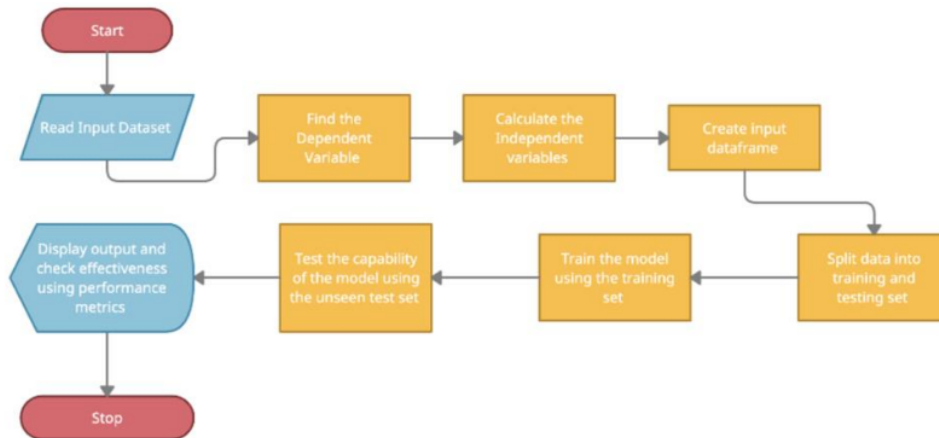 Start
Read Input Dataset
Find the
Dependent
Variable
Calculate the
Independent
variables
Create input
dataframe
Split data into
training and
testing set
Train the model
using the training
set
Test the capability
of the model using
the unseen test set
Display output and
check effectiveness
using performance
metrics
Stop